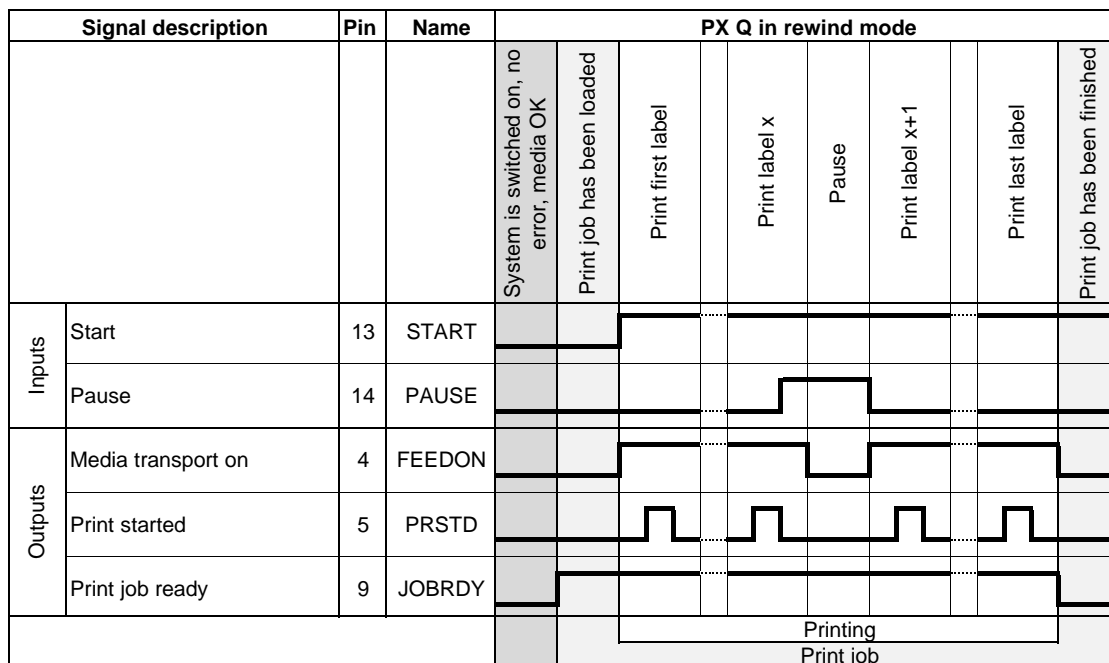 Signal description Pin Name PX Q in rewind mode
System is switched on, no
error, media OK
Print job has been loaded
Print first label
Print label x
Pause
Print label x+1
Print last label
Print job has been finished
Inputs
Start 13 START
Pause 14 PAUSE
Outputs
Media transport on 4 FEEDON
Print started 5 PRSTD
Print job ready 9 JOBRDY
Printing
Print job